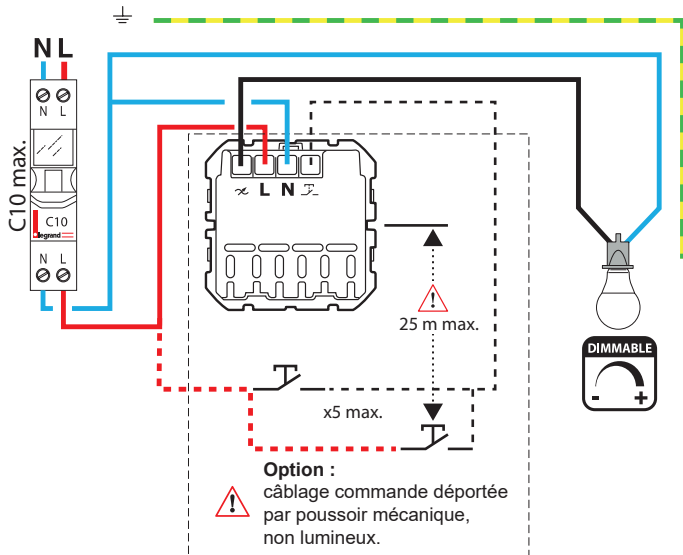 N L
N L
C10 max.
C10
legrand
N L
L N
25 m max.
x5 max.
DIMMABLE
- +
Option :
câblage commande déportée
par poussoir mécanique,
non lumineux.